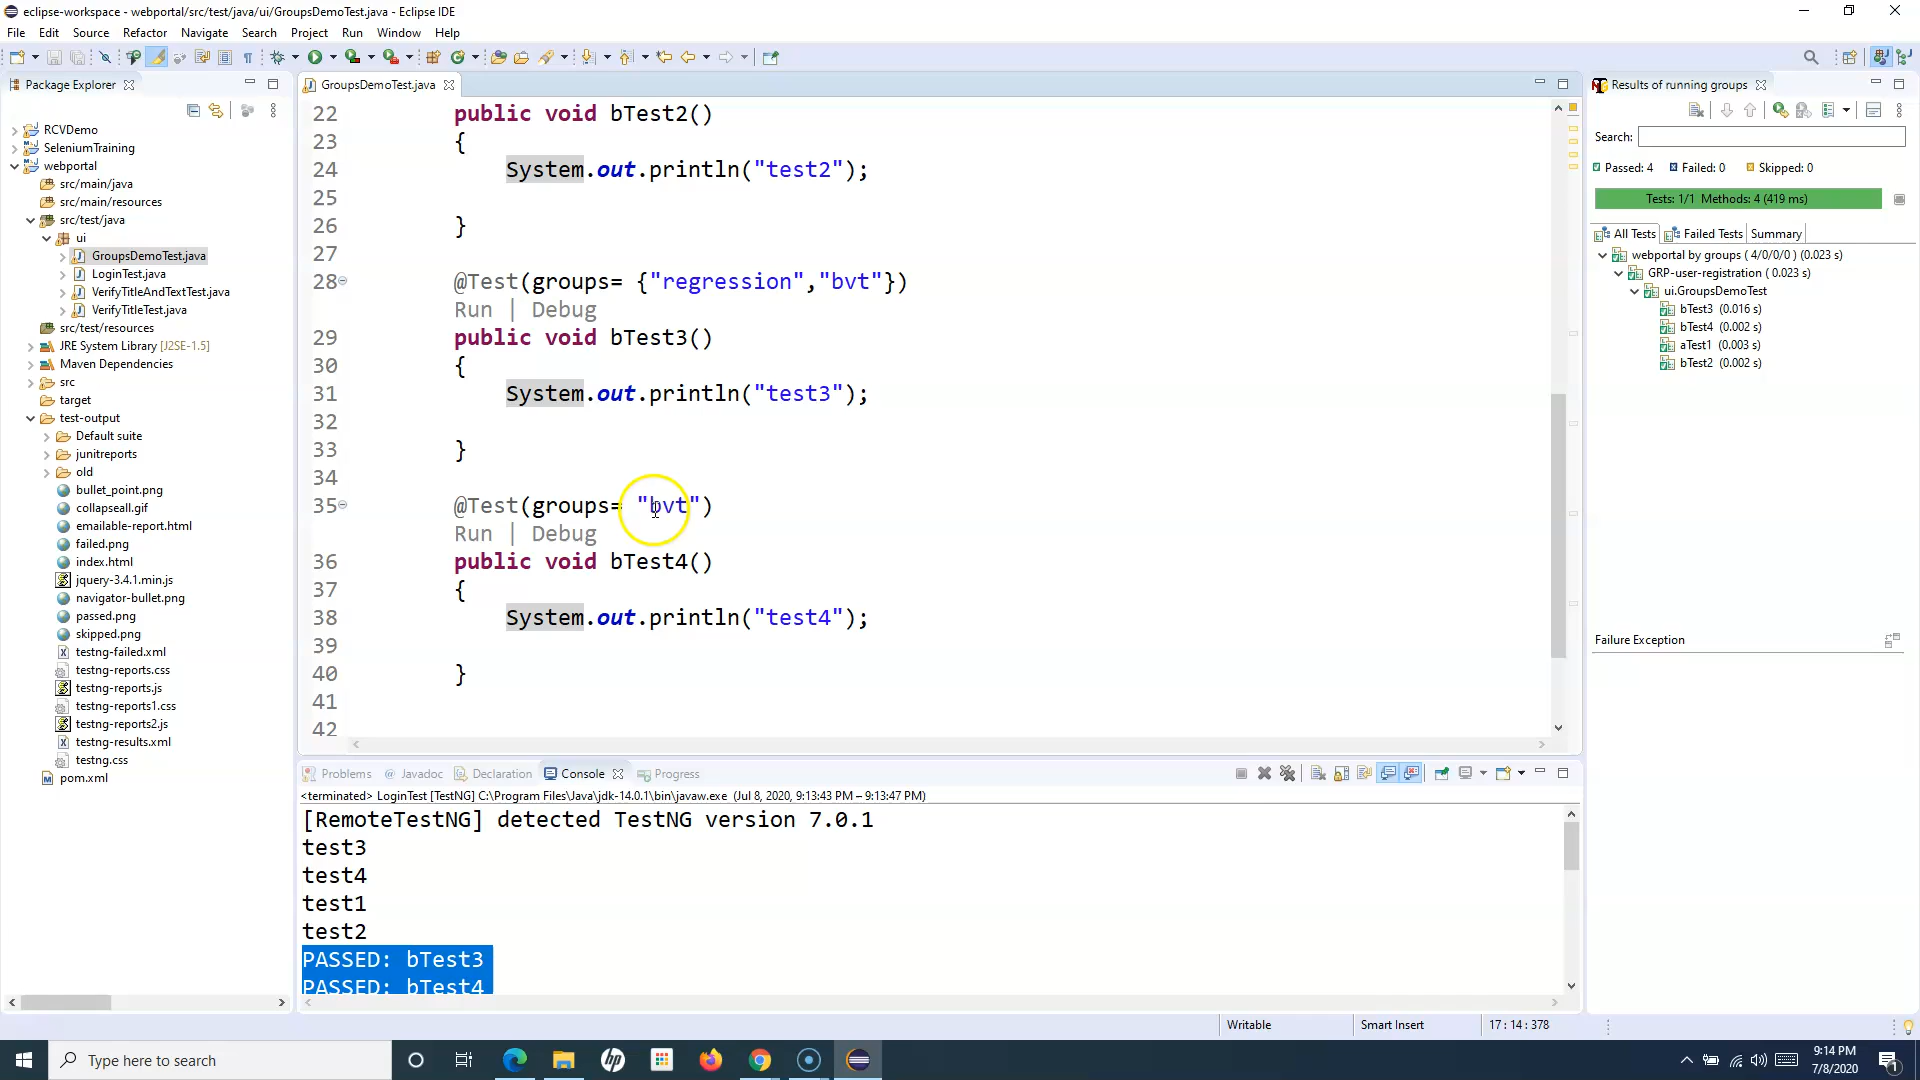 eclipse-workspace - webportal/src/test/java/ui/GroupsDemoTest.java - Eclipse IDE
File Edit Source Refactor Navigate Search Project Run Window Help
Package Explorer
RCVDemo
SeleniumTraining
webportal
src/main/java
src/main/resources
src/test/java
ui
GroupsDemoTest.java
LoginTest.java
VerifyTitleAndTextTest.java
VerifyTitleTest.java
src/test/resources
JRE System Library [J2SE-1.5]
Maven Dependencies
src
target
test-output
Default suite
junitreports
old
bullet_point.png
collapseall.gif
emailable-report.html
failed.png
index.html
jquery-3.4.1.min.js
navigator-bullet.png
passed.png
skipped.png
testng-failed.xml
testng-reports.css
testng-reports.js
testng-reports1.css
testng-reports2.js
testng-results.xml
testng.css
pom.xml
GroupsDemoTest.java
22 public void bTest2()
23 {
24 System.out.println("test2");
25
26 }
27
28 @Test(groups= {"regression","bvt"})
Run | Debug
29 public void bTest3()
30 {
31 System.out.println("test3");
32
33 }
34
35 @Test(groups= "bvt")
Run | Debug
36 public void bTest4()
37 {
38 System.out.println("test4");
39
40 }
41
42
Problems Javadoc Declaration Console Progress
<terminated> LoginTest [TestNG] C:\Program Files\Java\jdk-14.0.1\bin\javaw.exe (Jul 8, 2020, 9:13:43 PM – 9:13:47 PM)
[RemoteTestNG] detected TestNG version 7.0.1
test3
test4
test1
test2
PASSED: bTest3
PASSED: bTest4
Results of running groups
Search:
Passed: 4 Failed: 0 Skipped: 0
Tests: 1/1 Methods: 4 (419 ms)
All Tests Failed Tests Summary
webportal by groups ( 4/0/0/0 ) (0.023 s)
GRP-user-registration ( 0.023 s)
ui.GroupsDemoTest
bTest3 (0.016 s)
bTest4 (0.002 s)
aTest1 (0.003 s)
bTest2 (0.002 s)
Failure Exception
Writable Smart Insert 17 : 14 : 378
Type here to search
hp
9:14 PM
7/8/2020
1